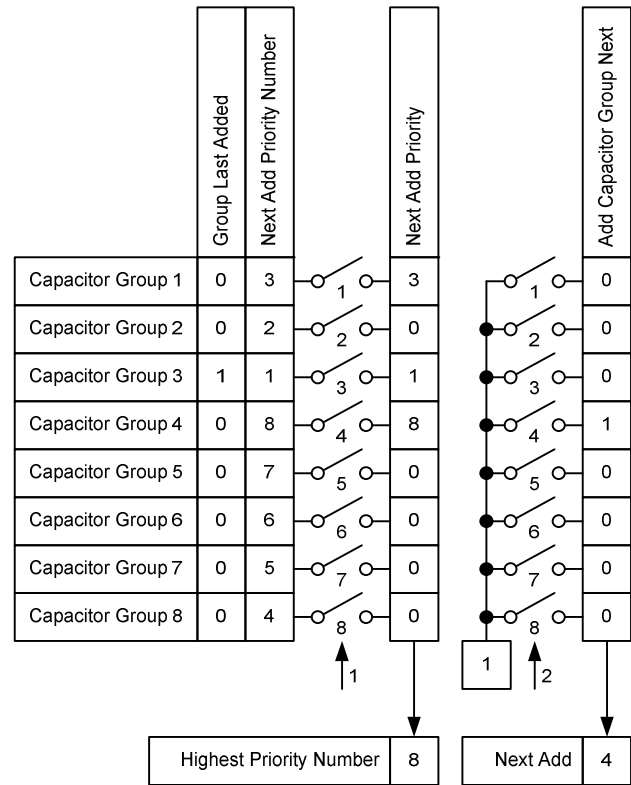 Group Last Added
Next Add Priority Number
Next Add Priority
Add Capacitor Group Next
Capacitor Group 1 0 3 1 3 1 0
Capacitor Group 2 0 2 2 0 2 0
Capacitor Group 3 1 1 3 1 3 0
Capacitor Group 4 0 8 4 8 4 1
Capacitor Group 5 0 7 5 0 5 0
Capacitor Group 6 0 6 6 0 6 0
Capacitor Group 7 0 5 7 0 7 0
Capacitor Group 8 0 4 8 0 8 0
1 1 2
Highest Priority Number 8 Next Add 4